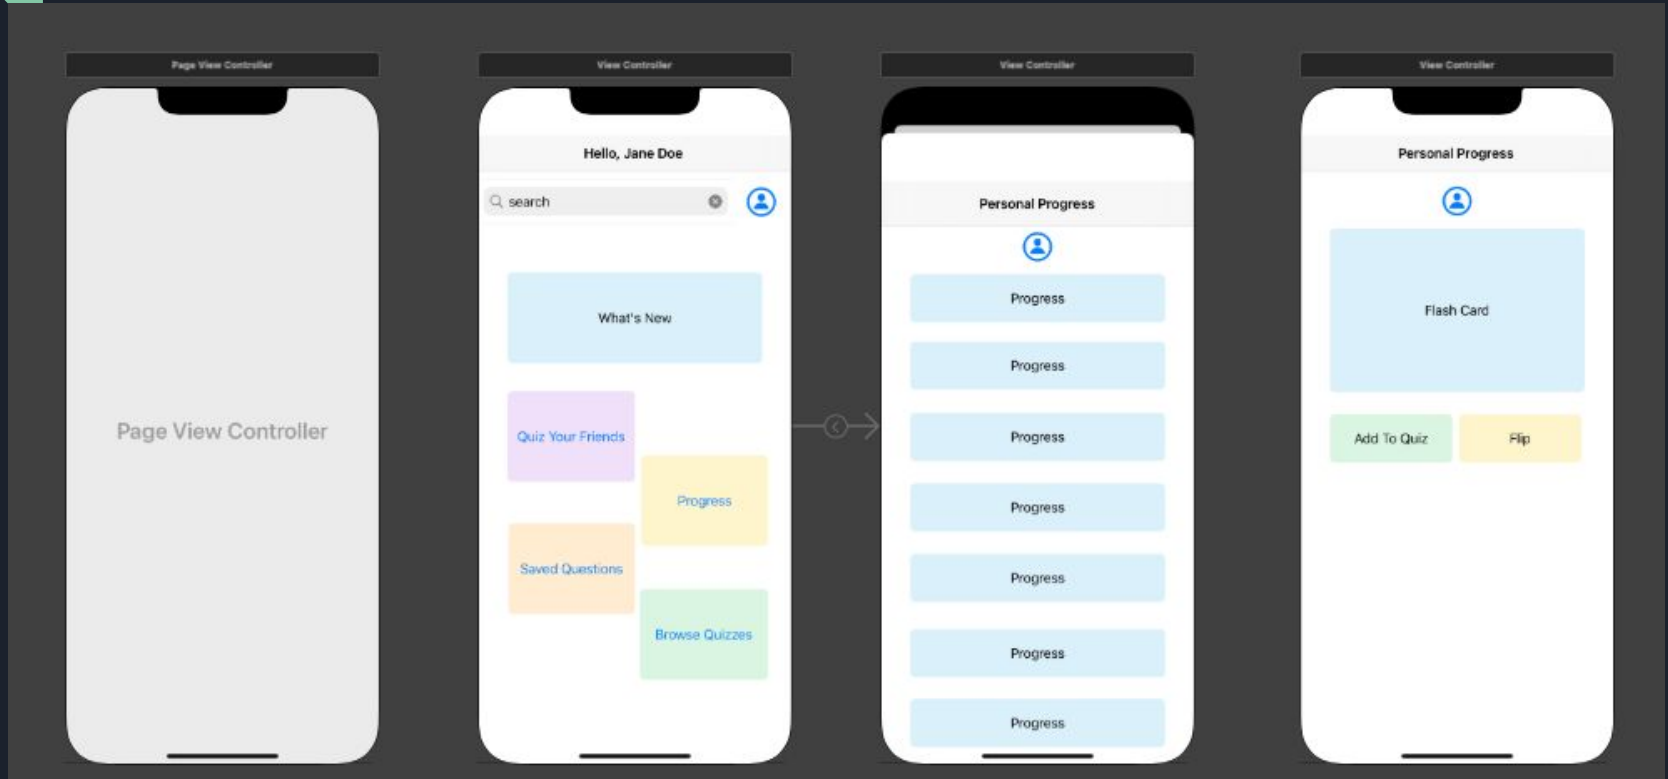 Page View Controller
Page View Controller
View Controller
Hello, Jane Doe
search
What's New
Quiz Your Friends
Progress
Saved Questions
Browse Quizzes
View Controller
Personal Progress
Progress
Progress
Progress
Progress
Progress
Progress
Progress
View Controller
Personal Progress
Flash Card
Add To Quiz
Flip